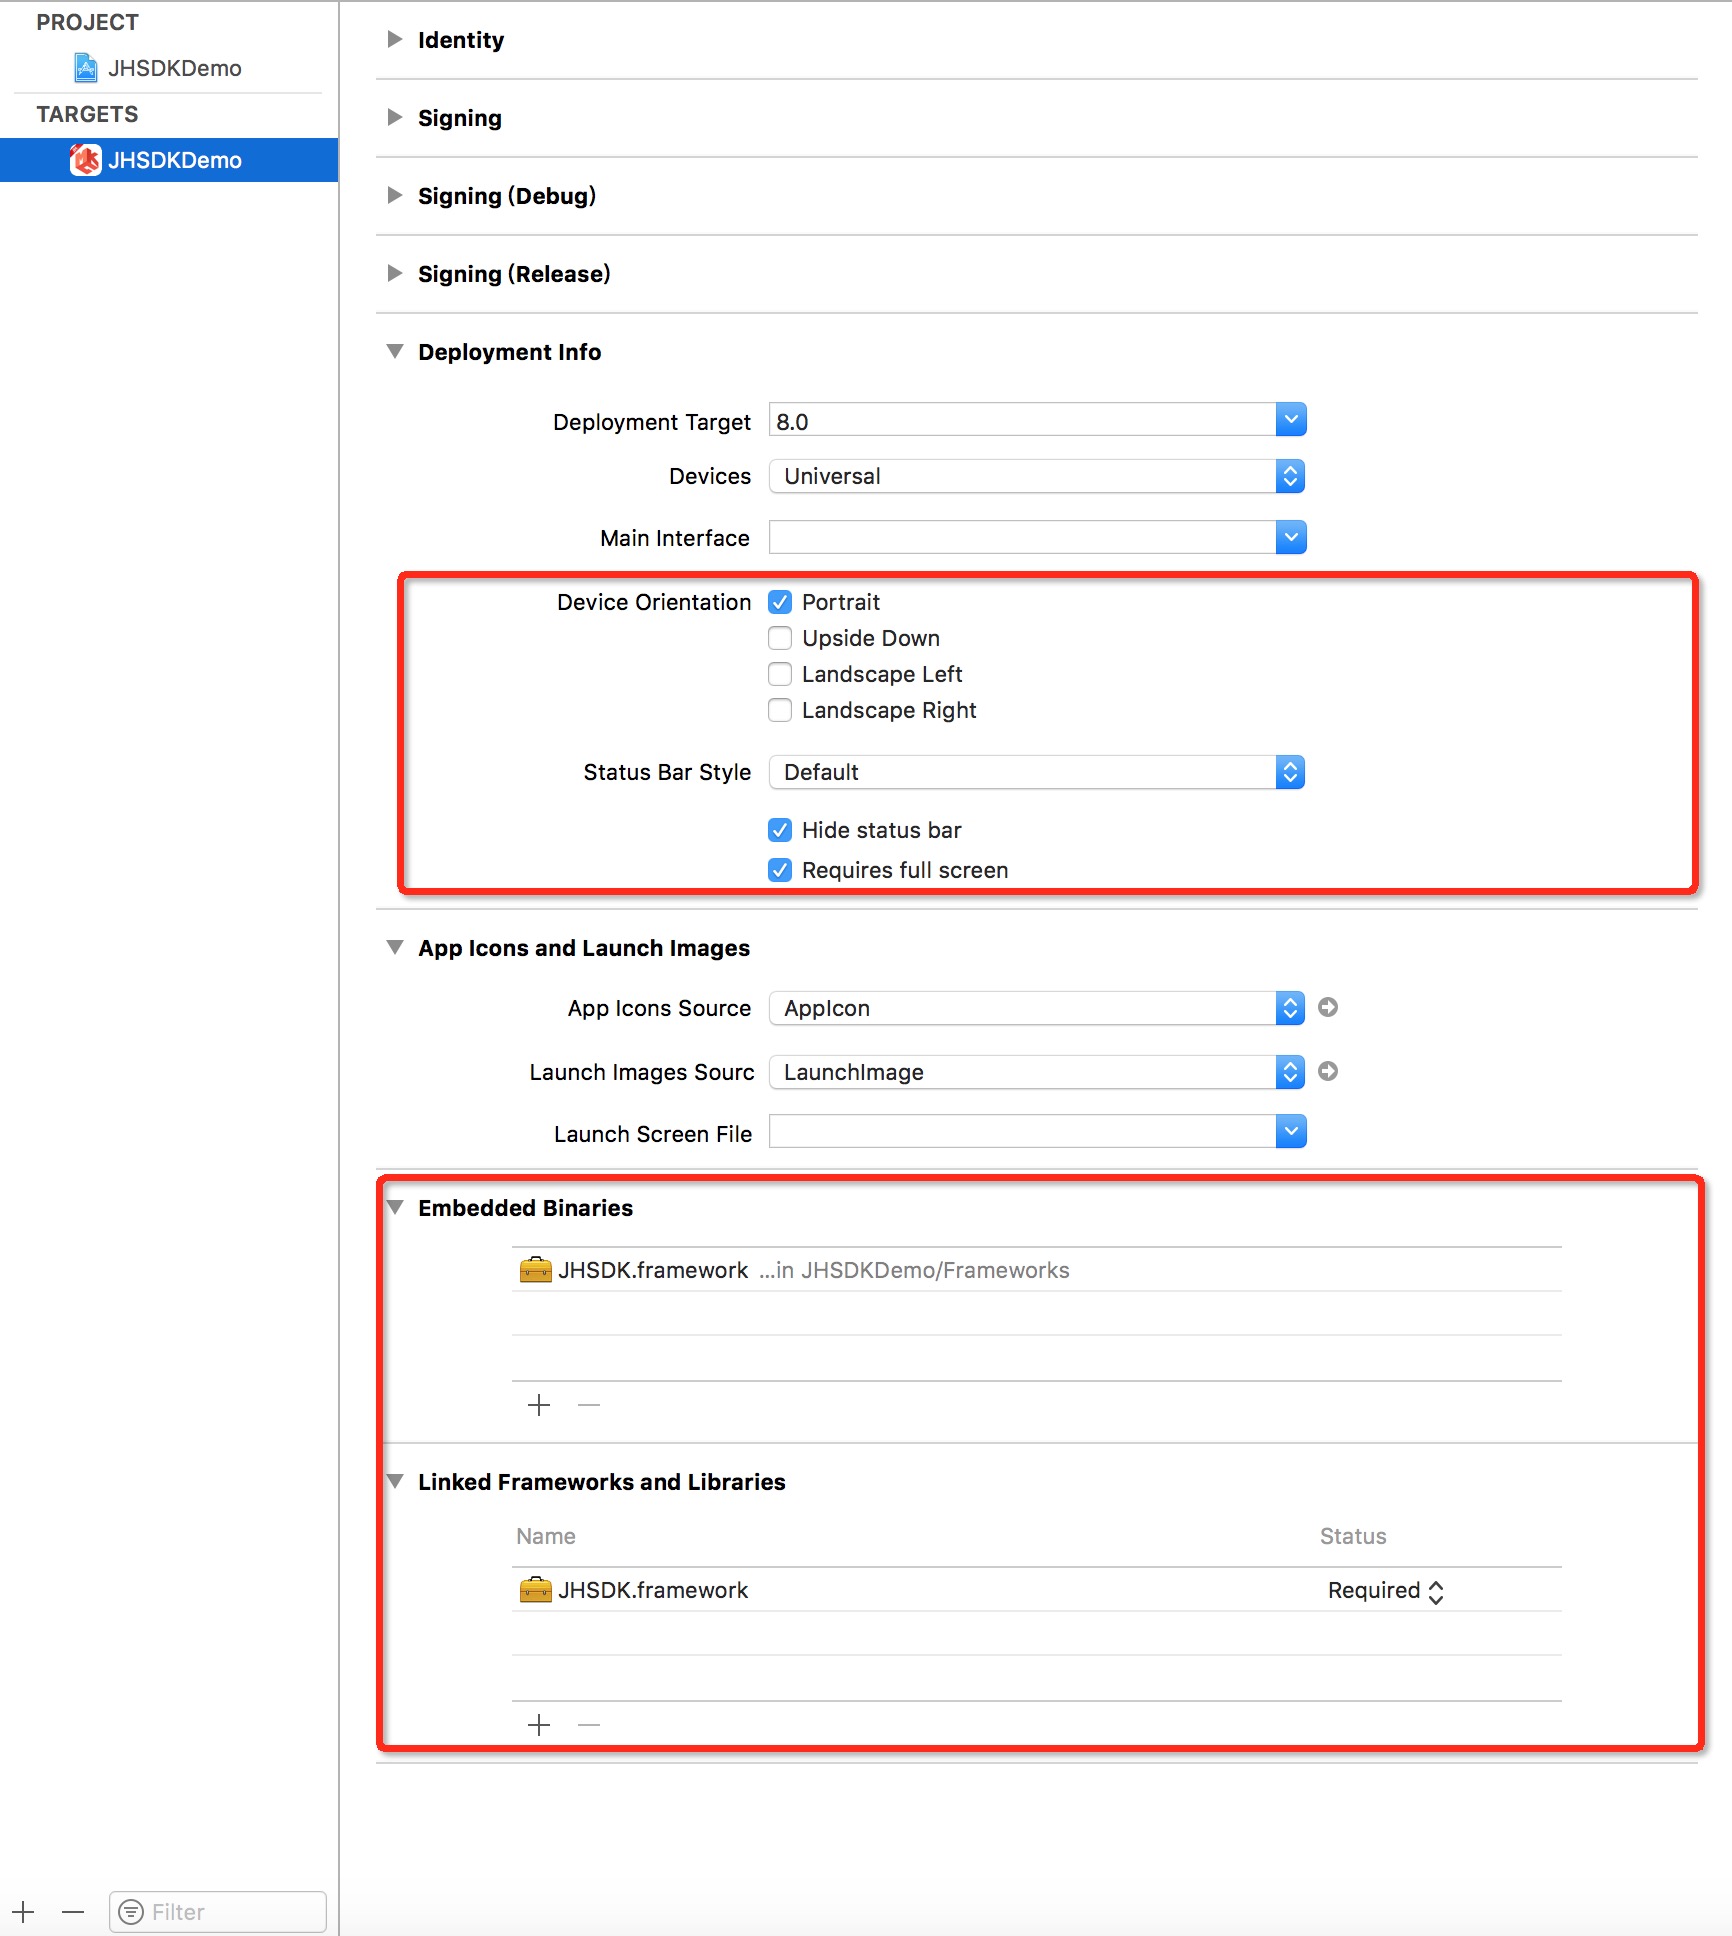 PROJECT
JHSDKDemo
TARGETS
JHSDKDemo
Identity
Signing
Signing (Debug)
Signing (Release)
Deployment Info
Deployment Target 8.0
Devices Universal
Main Interface
Device Orientation Portrait
Upside Down
Landscape Left
Landscape Right
Status Bar Style Default
Hide status bar
Requires full screen
App Icons and Launch Images
App Icons Source AppIcon
Launch Images Sourc LaunchImage
Launch Screen File
Embedded Binaries
JHSDK.framework ...in JHSDKDemo/Frameworks
Linked Frameworks and Libraries
Name Status
JHSDK.framework Required
Filter